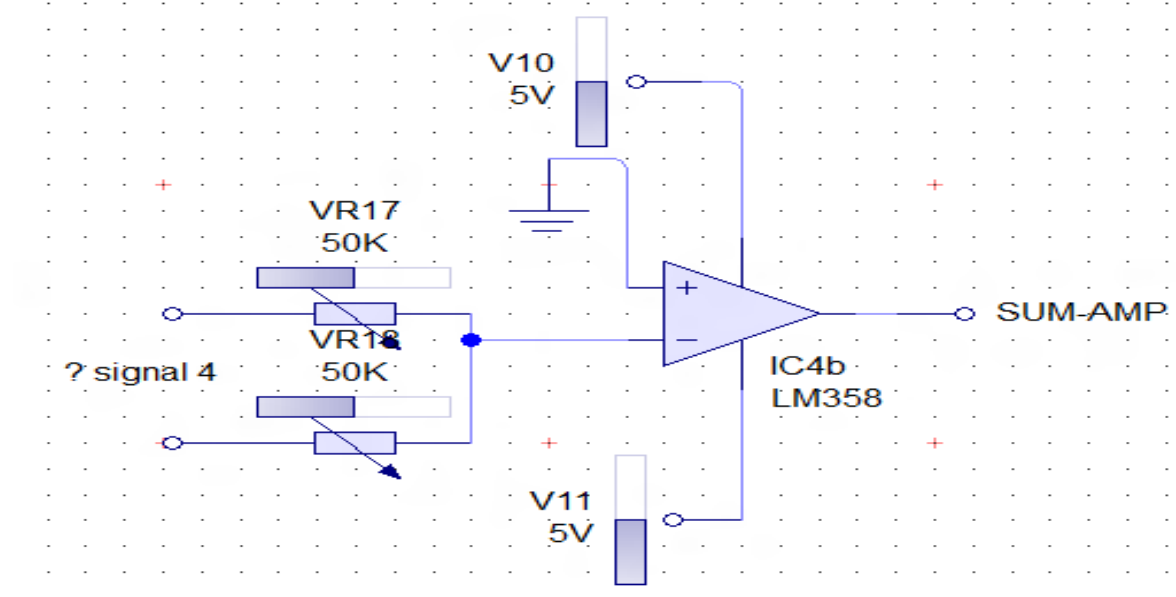 V10
5V
VR17
50K
SUM-AMP
VR18
? signal 4
50K
IC4b
LM358
V11
5V